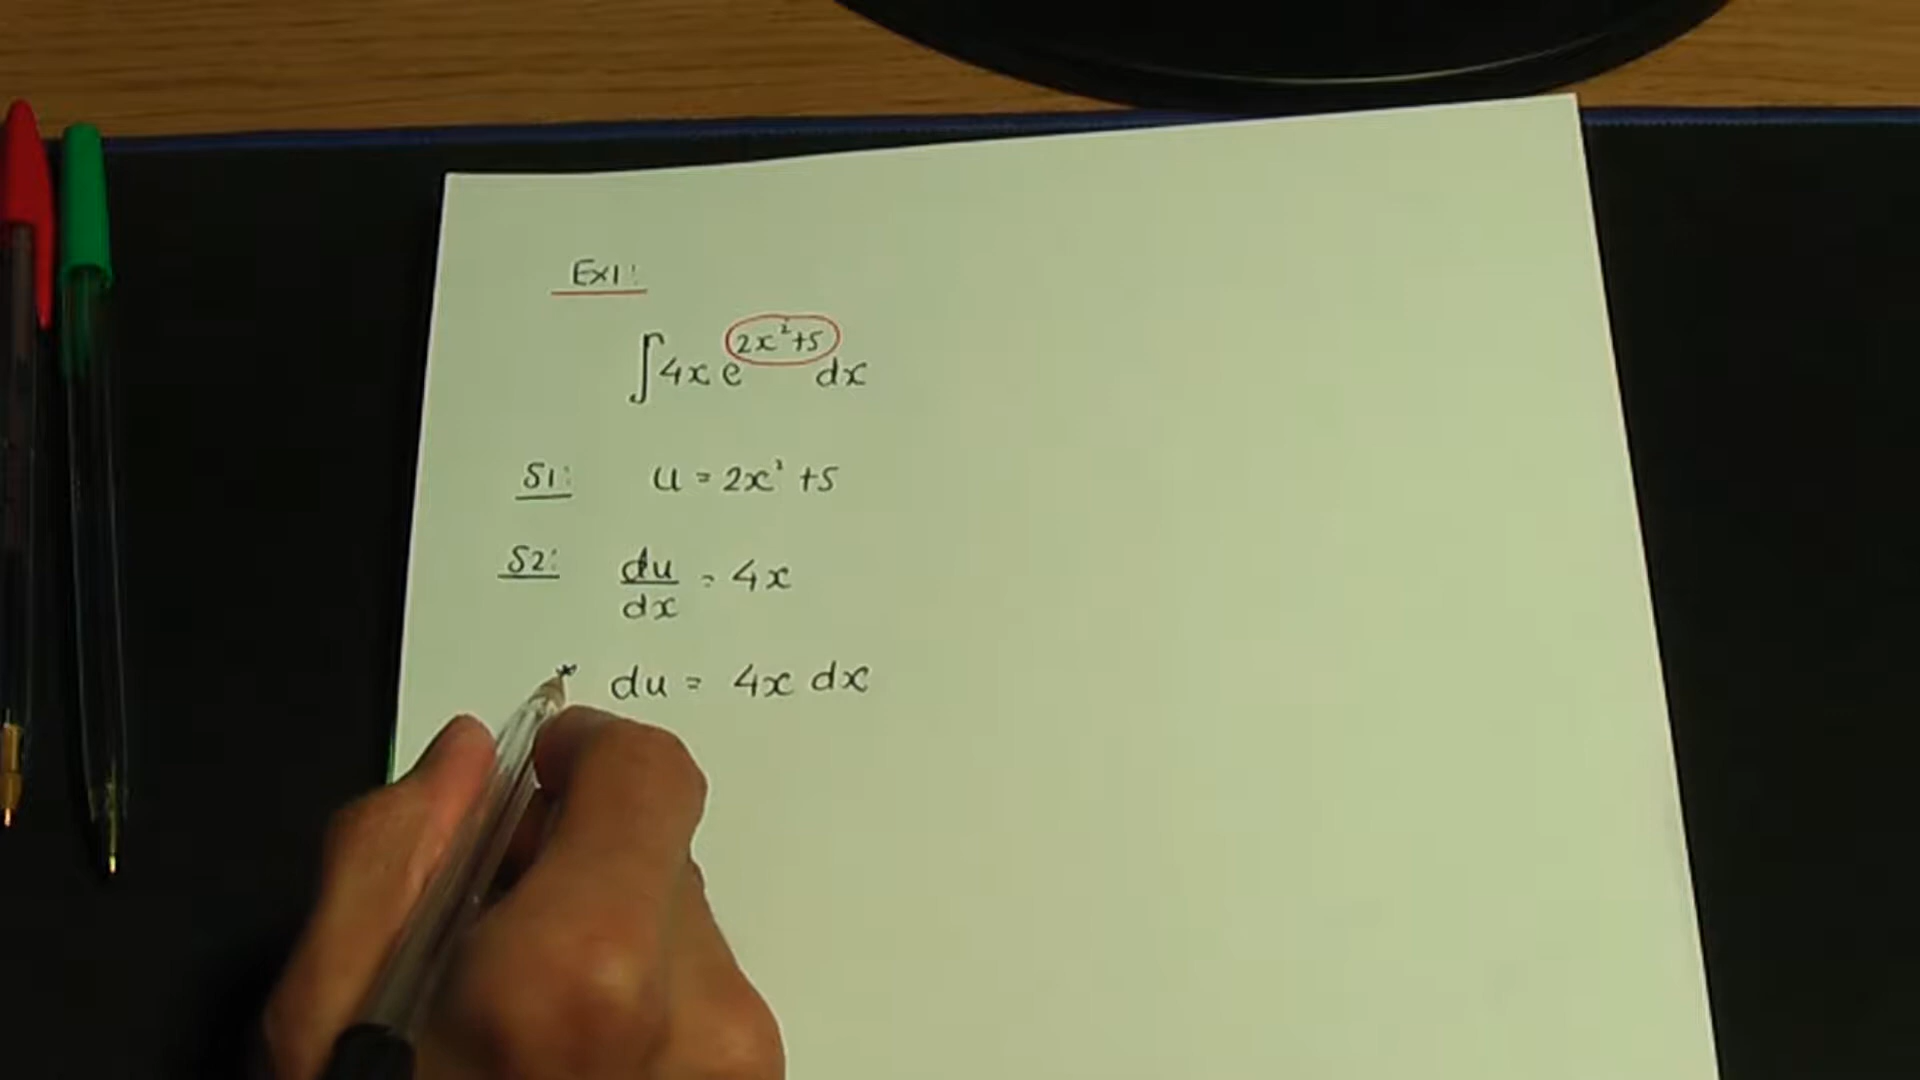 Ex1:
∫4x e^(2x²+5) dx
S1: u = 2x² + 5
S2: du/dx = 4x
* du = 4x dx